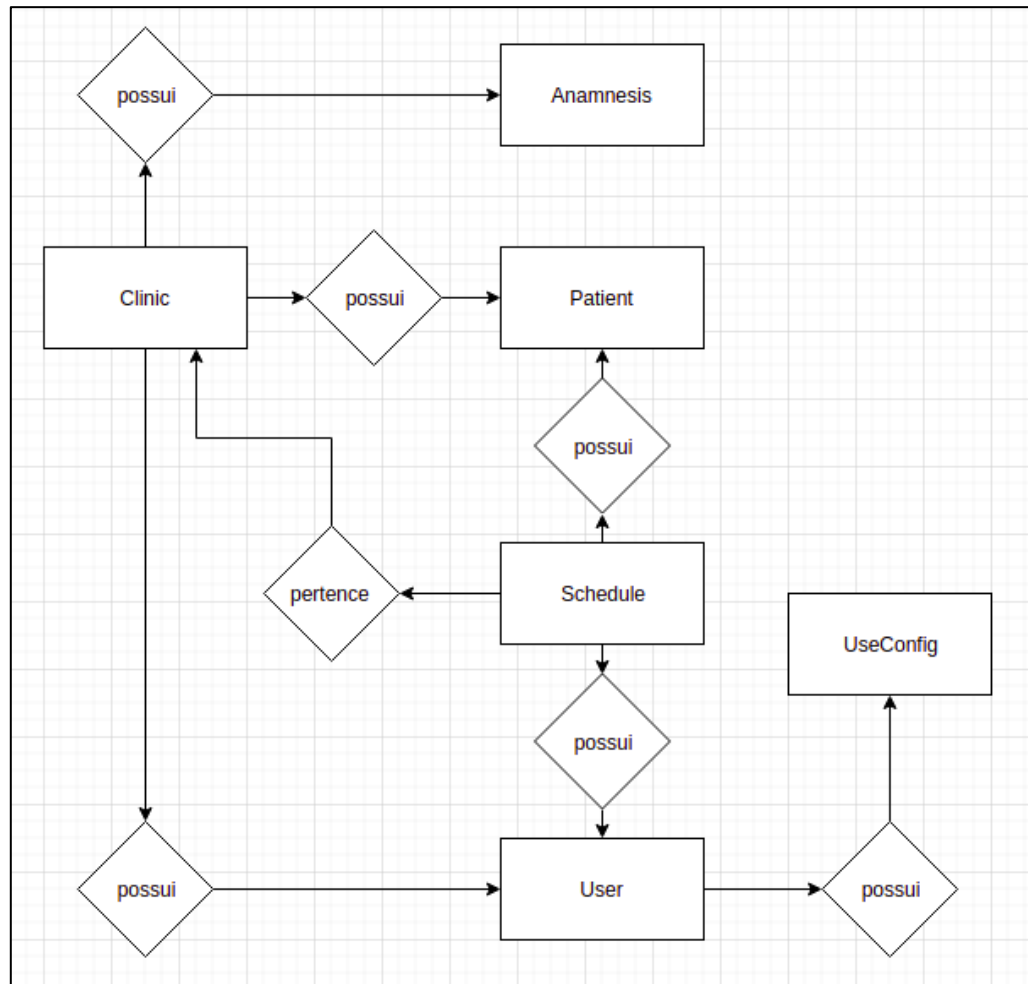 possui
Anamnesis
Clinic
possui
Patient
possui
pertence
Schedule
UseConfig
possui
possui
User
possui